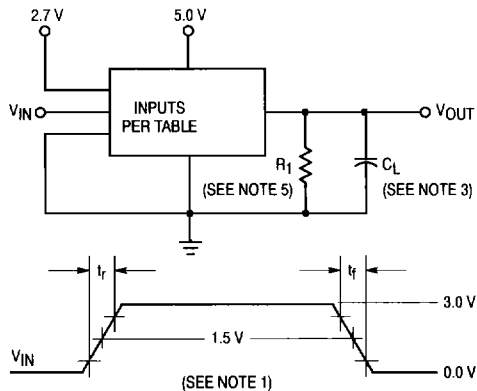 2.7 V
5.0 V
VIN
INPUTS
PER TABLE
VOUT
R1
(SEE NOTE 5)
CL
(SEE NOTE 3)
tr
tf
3.0 V
1.5 V
VIN
0.0 V
(SEE NOTE 1)